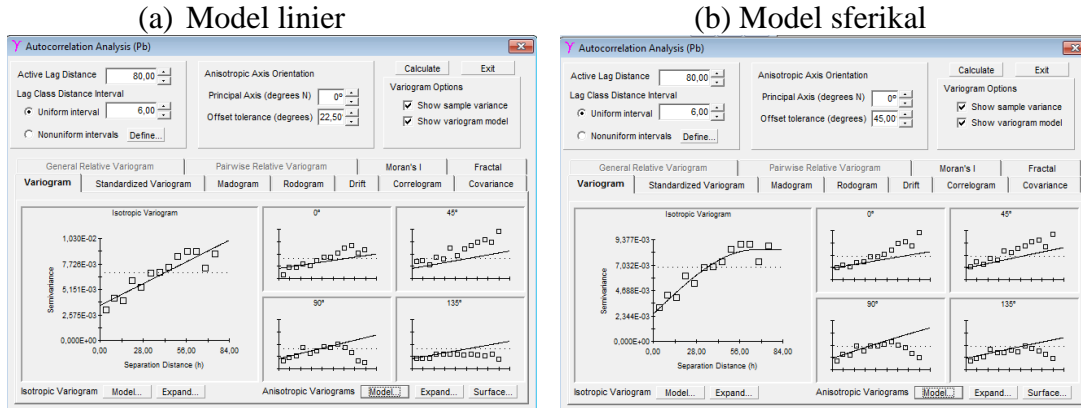 (a) Model linier
(b) Model sferikal
Autocorrelation Analysis (Pb)
Active Lag Distance 80,00
Lag Class Distance Interval
Uniform interval 6,00
Nonuniform intervals Define...
Anisotropic Axis Orientation
Principal Axis (degrees N) 0°
Offset tolerance (degrees) 22,50
Calculate Exit
Variogram Options
Show sample variance
Show variogram model
General Relative Variogram Pairwise Relative Variogram Moran's I Fractal
Variogram Standardized Variogram Madogram Rodogram Drift Correlogram Covariance
Isotropic Variogram
1,030E-02
7,726E-03
5,151E-03
2,575E-03
0,000E+00
Semivariance
0,00 28,00 56,00 84,00
Separation Distance (h)
0°
45°
90°
135°
Isotropic Variogram Model... Expand... Anisotropic Variograms Model... Expand... Surface...
Autocorrelation Analysis (Pb)
Active Lag Distance 80,00
Lag Class Distance Interval
Uniform interval 6,00
Nonuniform intervals Define...
Anisotropic Axis Orientation
Principal Axis (degrees N) 0°
Offset tolerance (degrees) 45,00
Calculate Exit
Variogram Options
Show sample variance
Show variogram model
General Relative Variogram Pairwise Relative Variogram Moran's I Fractal
Variogram Standardized Variogram Madogram Rodogram Drift Correlogram Covariance
Isotropic Variogram
9,377E-03
7,032E-03
4,688E-03
2,344E-03
0,000E+00
Semivariance
0,00 28,00 56,00 84,00
Separation Distance (h)
0°
45°
90°
135°
Isotropic Variogram Model... Expand... Anisotropic Variograms Model... Expand... Surface...